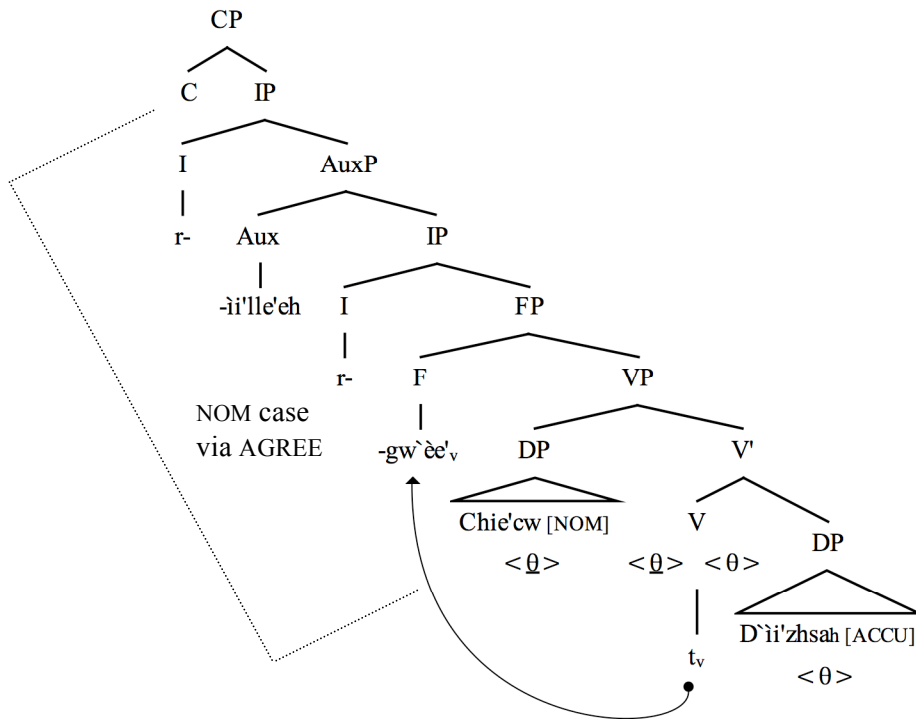 CP
C IP
I AuxP
r- Aux IP
-ìi'lle'eh I FP
r- F VP
NOM case
via AGREE
-gw`èe'ᵥ DP V'
Chie'cw [NOM] V DP
<θ̲> <θ̲> <θ>
D`ìi'zhsah [ACCU]
tᵥ <θ>